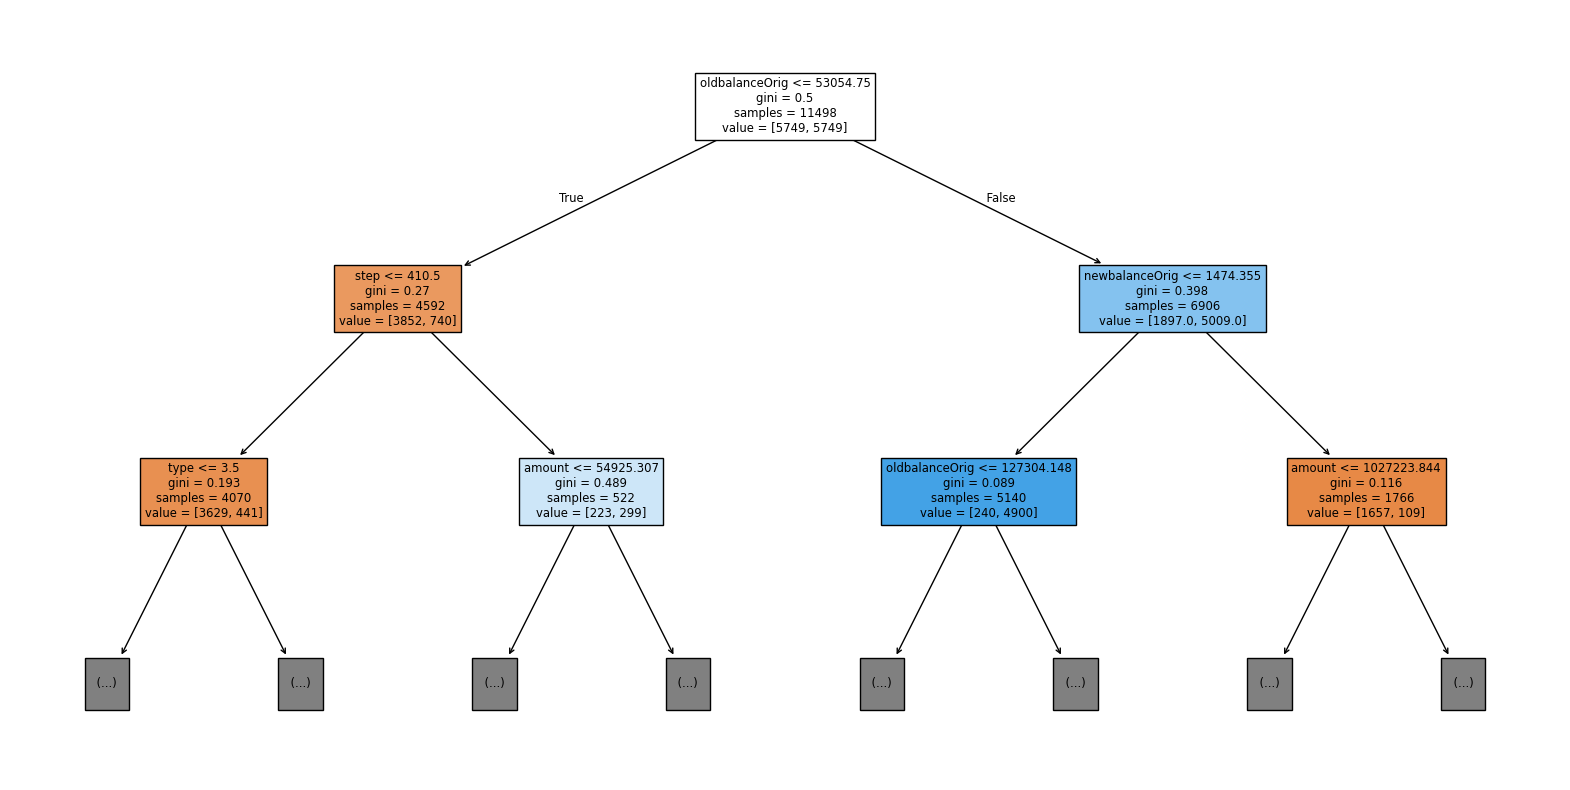 oldbalanceOrig <= 53054.75
gini = 0.5
samples = 11498
value = [5749, 5749]
True
False
step <= 410.5
gini = 0.27
samples = 4592
value = [3852, 740]
newbalanceOrig <= 1474.355
gini = 0.398
samples = 6906
value = [1897.0, 5009.0]
type <= 3.5
gini = 0.193
samples = 4070
value = [3629, 441]
amount <= 54925.307
gini = 0.489
samples = 522
value = [223, 299]
oldbalanceOrig <= 127304.148
gini = 0.089
samples = 5140
value = [240, 4900]
amount <= 1027223.844
gini = 0.116
samples = 1766
value = [1657, 109]
(...)
(...)
(...)
(...)
(...)
(...)
(...)
(...)